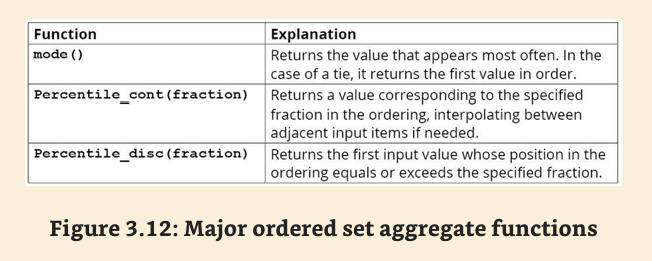 Function Explanation
mode() Returns the value that appears most often. In the
case of a tie, it returns the first value in order.
Percentile_cont(fraction) Returns a value corresponding to the specified
fraction in the ordering, interpolating between
adjacent input items if needed.
Percentile_disc(fraction) Returns the first input value whose position in the
ordering equals or exceeds the specified fraction.
Figure 3.12: Major ordered set aggregate functions